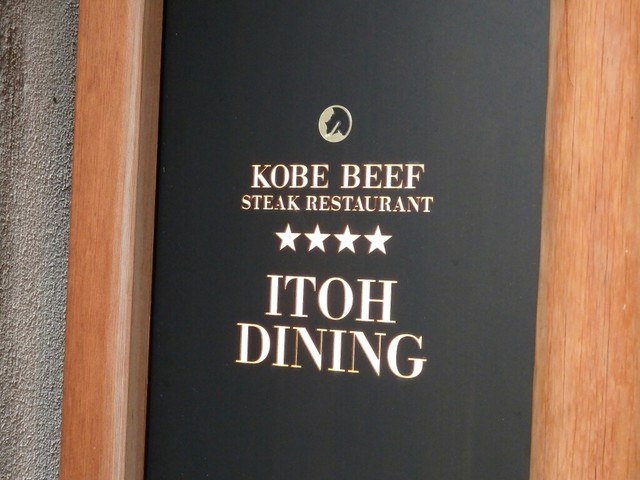 KOBE BEEF
STEAK RESTAURANT
★★★★
ITOH
DINING